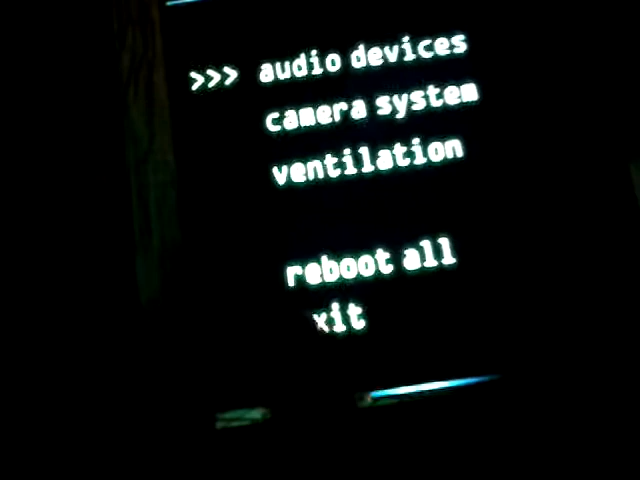 >>> audio devices
camera system
ventilation
reboot all
xit